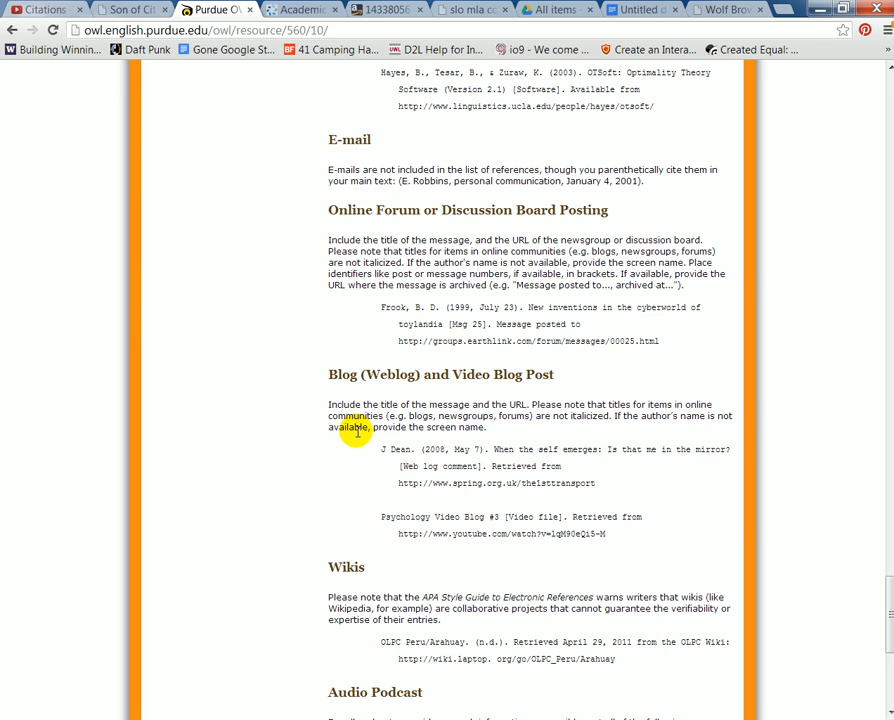 Citations
Son of Cit
Purdue O
Academic
14338056
slo mla c
All items
Untitled d
Wolf Brow
owl.english.purdue.edu/owl/resource/560/10/
Building Winnin...
Daft Punk
Gone Google St...
41 Camping Ha...
D2L Help for In...
io9 - We come ...
Create an Intera...
Created Equal: ...
Hayes, B., Tesar, B., & Zuraw, K. (2003). OTSoft: Optimality Theory
Software (Version 2.1) [Software]. Available from
http://www.linguistics.ucla.edu/people/hayes/otsoft/
E-mail
E-mails are not included in the list of references, though you parenthetically cite them in
your main text: (E. Robbins, personal communication, January 4, 2001).
Online Forum or Discussion Board Posting
Include the title of the message, and the URL of the newsgroup or discussion board.
Please note that titles for items in online communities (e.g. blogs, newsgroups, forums)
are not italicized. If the author's name is not available, provide the screen name. Place
identifiers like post or message numbers, if available, in brackets. If available, provide the
URL where the message is archived (e.g. "Message posted to..., archived at...").
Frook, B. D. (1999, July 23). New inventions in the cyberworld of
toylandia [Msg 25]. Message posted to
http://groups.earthlink.com/forum/messages/00025.html
Blog (Weblog) and Video Blog Post
Include the title of the message and the URL. Please note that titles for items in online
communities (e.g. blogs, newsgroups, forums) are not italicized. If the author's name is not
available, provide the screen name.
J Dean. (2008, May 7). When the self emerges: Is that me in the mirror?
[Web log comment]. Retrieved from
http://www.spring.org.uk/the1sttransport
Psychology Video Blog #3 [Video file]. Retrieved from
http://www.youtube.com/watch?v=lqM90eQi5-M
Wikis
Please note that the APA Style Guide to Electronic References warns writers that wikis (like
Wikipedia, for example) are collaborative projects that cannot guarantee the verifiability or
expertise of their entries.
OLPC Peru/Arahuay. (n.d.). Retrieved April 29, 2011 from the OLPC Wiki:
http://wiki.laptop. org/go/OLPC_Peru/Arahuay
Audio Podcast